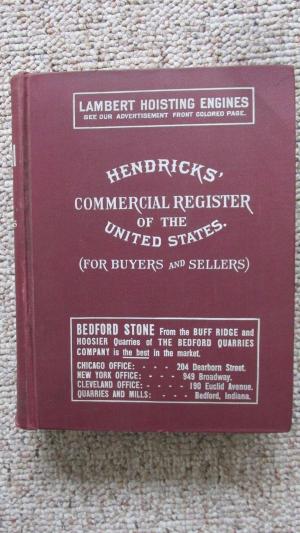 LAMBERT HOISTING ENGINES
SEE OUR ADVERTISEMENT FRONT COLORED PAGE.
HENDRICKS'
COMMERCIAL REGISTER
OF THE
UNITED STATES.
(FOR BUYERS AND SELLERS)
BEDFORD STONE From the BUFF RIDGE and
HOOSIER Quarries of THE BEDFORD QUARRIES
COMPANY is the best in the market.
CHICAGO OFFICE: - - - 204 Dearborn Street.
NEW YORK OFFICE: - - - 949 Broadway.
CLEVELAND OFFICE: - - - 190 Euclid Avenue.
QUARRIES AND MILLS: - - - Bedford, Indiana.